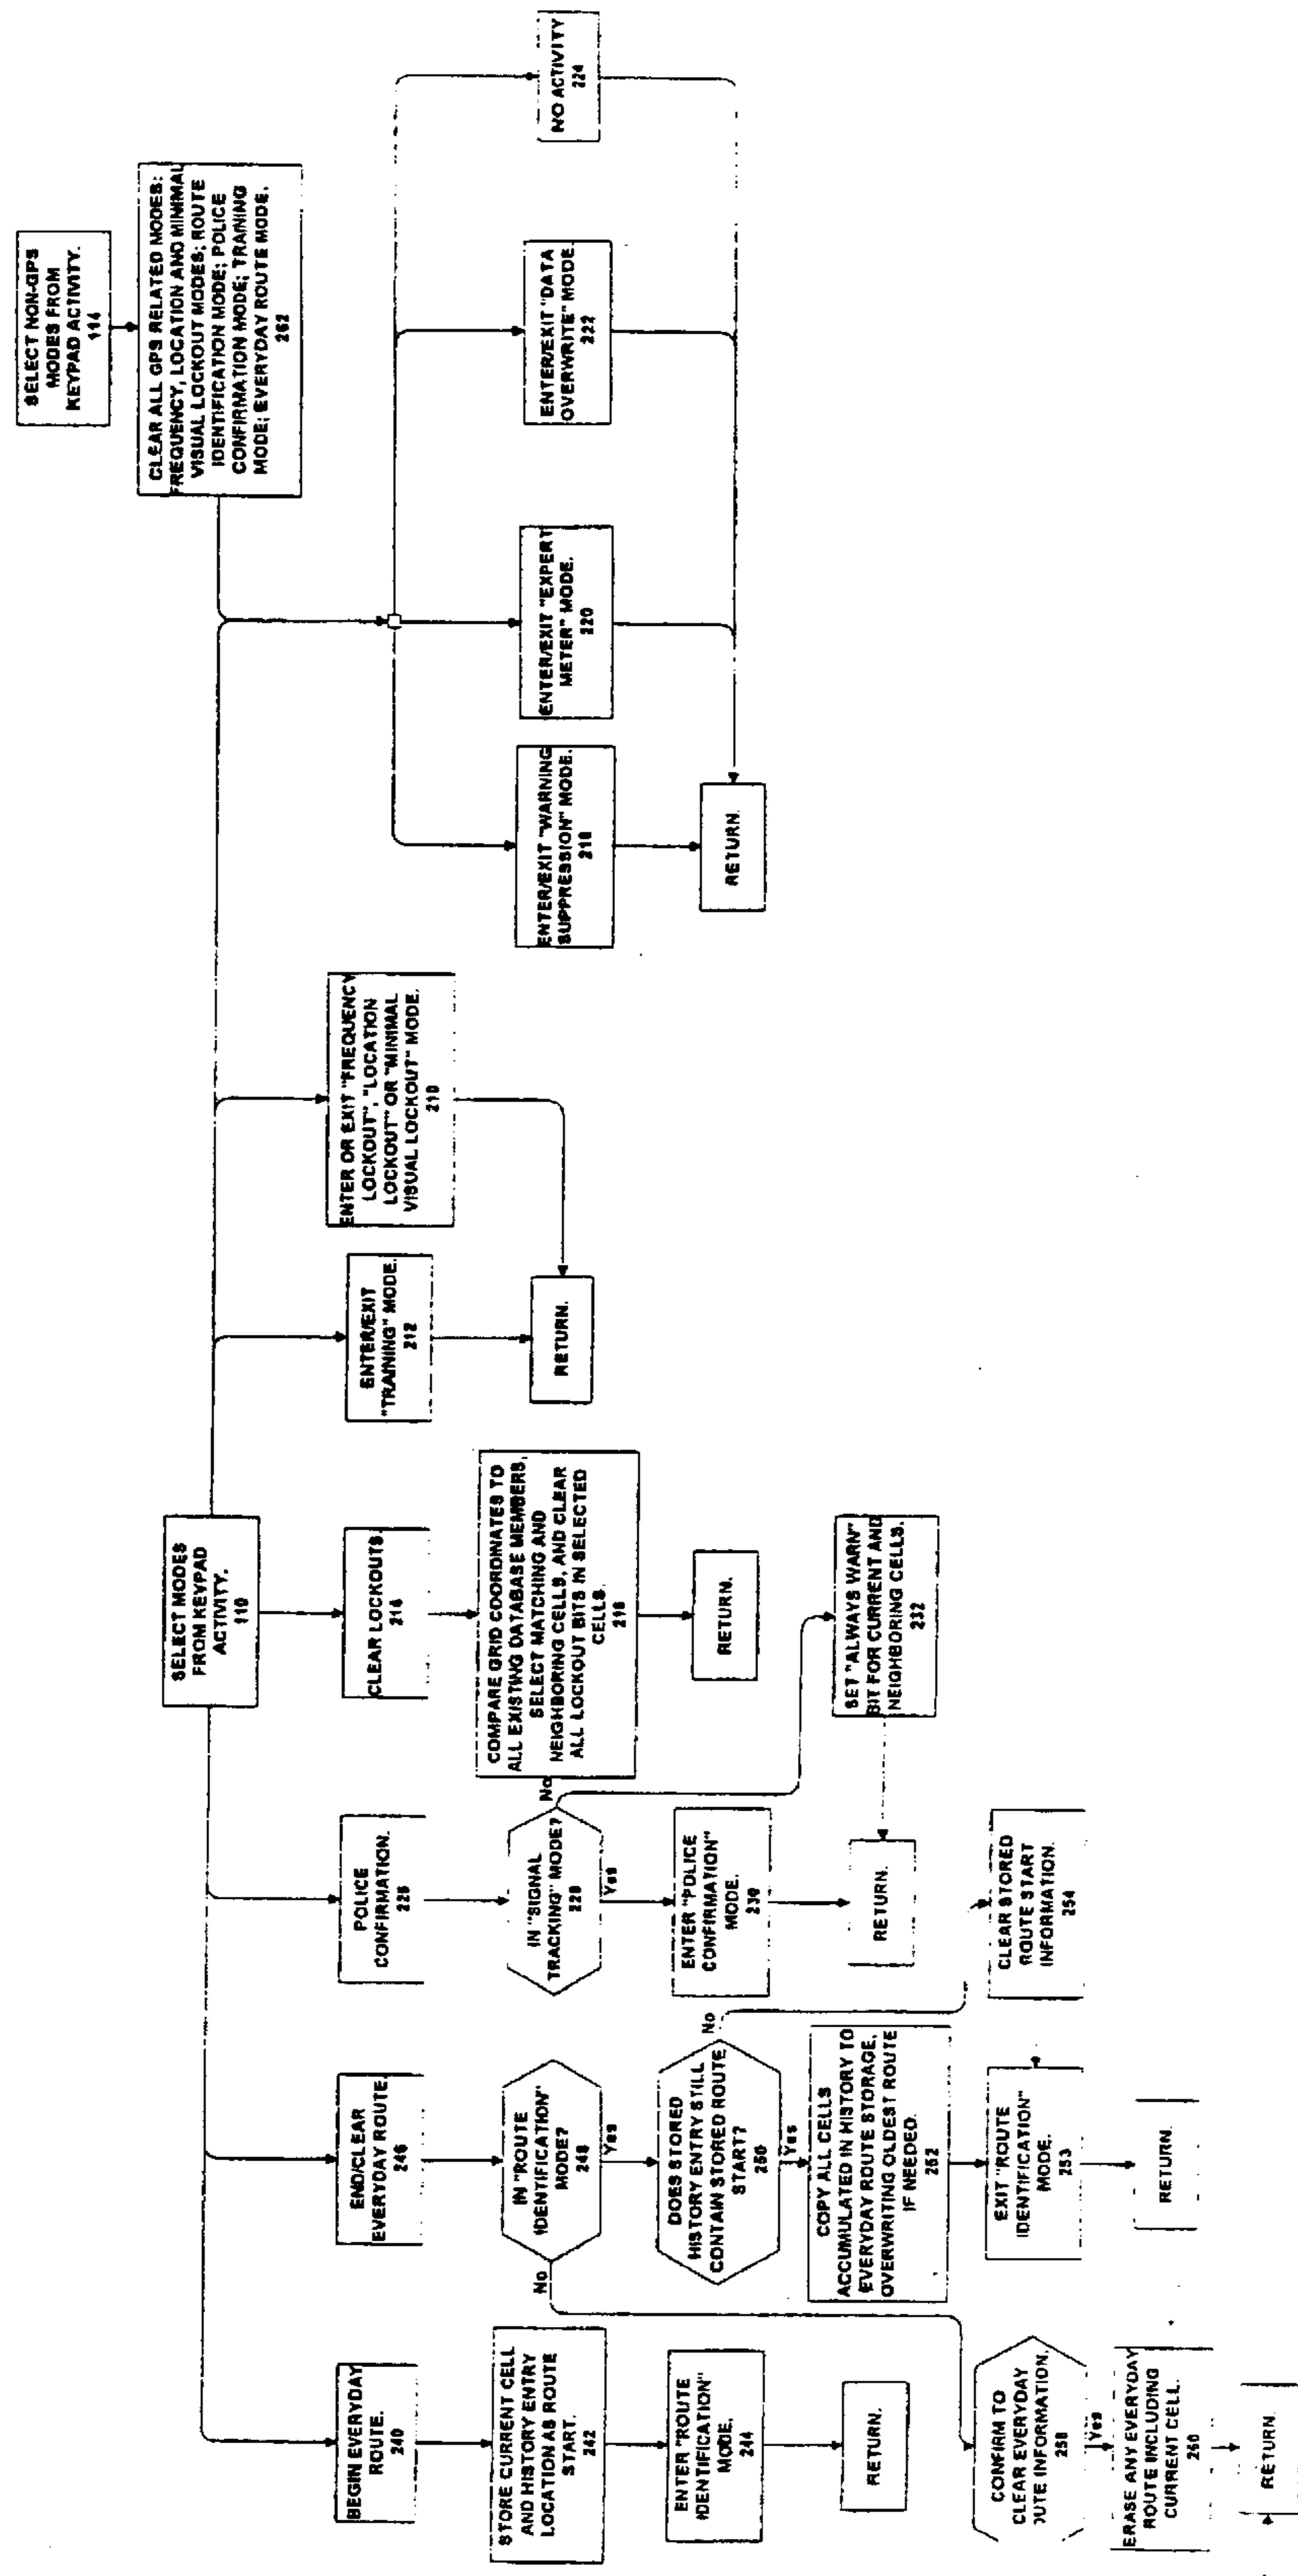 SELECT NON-GPS
MODES FROM
KEYPAD ACTIVITY.
114
CLEAR ALL GPS RELATED MODES:
FREQUENCY, LOCATION AND MINIMAL
VISUAL LOCKOUT MODES; ROUTE
IDENTIFICATION MODE; POLICE
CONFIRMATION MODE; TRAINING
MODE; EVERYDAY ROUTE MODE.
262
SELECT MODES
FROM KEYPAD
ACTIVITY.
110
BEGIN EVERYDAY
ROUTE.
240
STORE CURRENT CELL
AND HISTORY ENTRY
LOCATION AS ROUTE
START.
242
ENTER "ROUTE
IDENTIFICATION"
MODE.
244
RETURN.
END/CLEAR
EVERYDAY ROUTE.
246
IN "ROUTE
IDENTIFICATION"
MODE?
248
No
Yes
DOES STORED
HISTORY ENTRY STILL
CONTAIN STORED ROUTE
START?
250
No
Yes
COPY ALL CELLS
ACCUMULATED IN HISTORY TO
EVERYDAY ROUTE STORAGE,
OVERWRITING OLDEST ROUTE
IF NEEDED.
252
CLEAR STORED
ROUTE START
INFORMATION.
254
EXIT "ROUTE
IDENTIFICATION"
MODE.
253
RETURN.
CONFIRM TO
CLEAR EVERYDAY
OUTE INFORMATION.
258
Yes
ERASE ANY EVERYDAY
ROUTE INCLUDING
CURRENT CELL.
260
RETURN.
POLICE
CONFIRMATION.
226
IN "SIGNAL
TRACKING" MODE?
228
No
Yes
ENTER "POLICE
CONFIRMATION"
MODE.
230
RETURN.
SET "ALWAYS WARN"
BIT FOR CURRENT AND
NEIGHBORING CELLS.
232
CLEAR LOCKOUTS.
214
COMPARE GRID COORDINATES TO
ALL EXISTING DATABASE MEMBERS,
SELECT MATCHING AND
NEIGHBORING CELLS, AND CLEAR
ALL LOCKOUT BITS IN SELECTED
CELLS.
216
RETURN.
ENTER/EXIT
"TRAINING" MODE.
212
RETURN.
ENTER OR EXIT "FREQUENCY
LOCKOUT", "LOCATION
LOCKOUT" OR "MINIMAL
VISUAL LOCKOUT" MODE.
210
ENTER/EXIT "WARNING
SUPPRESSION" MODE.
218
ENTER/EXIT "EXPERT
METER" MODE.
220
ENTER/EXIT "DATA
OVERWRITE" MODE
222
NO ACTIVITY
224
RETURN.